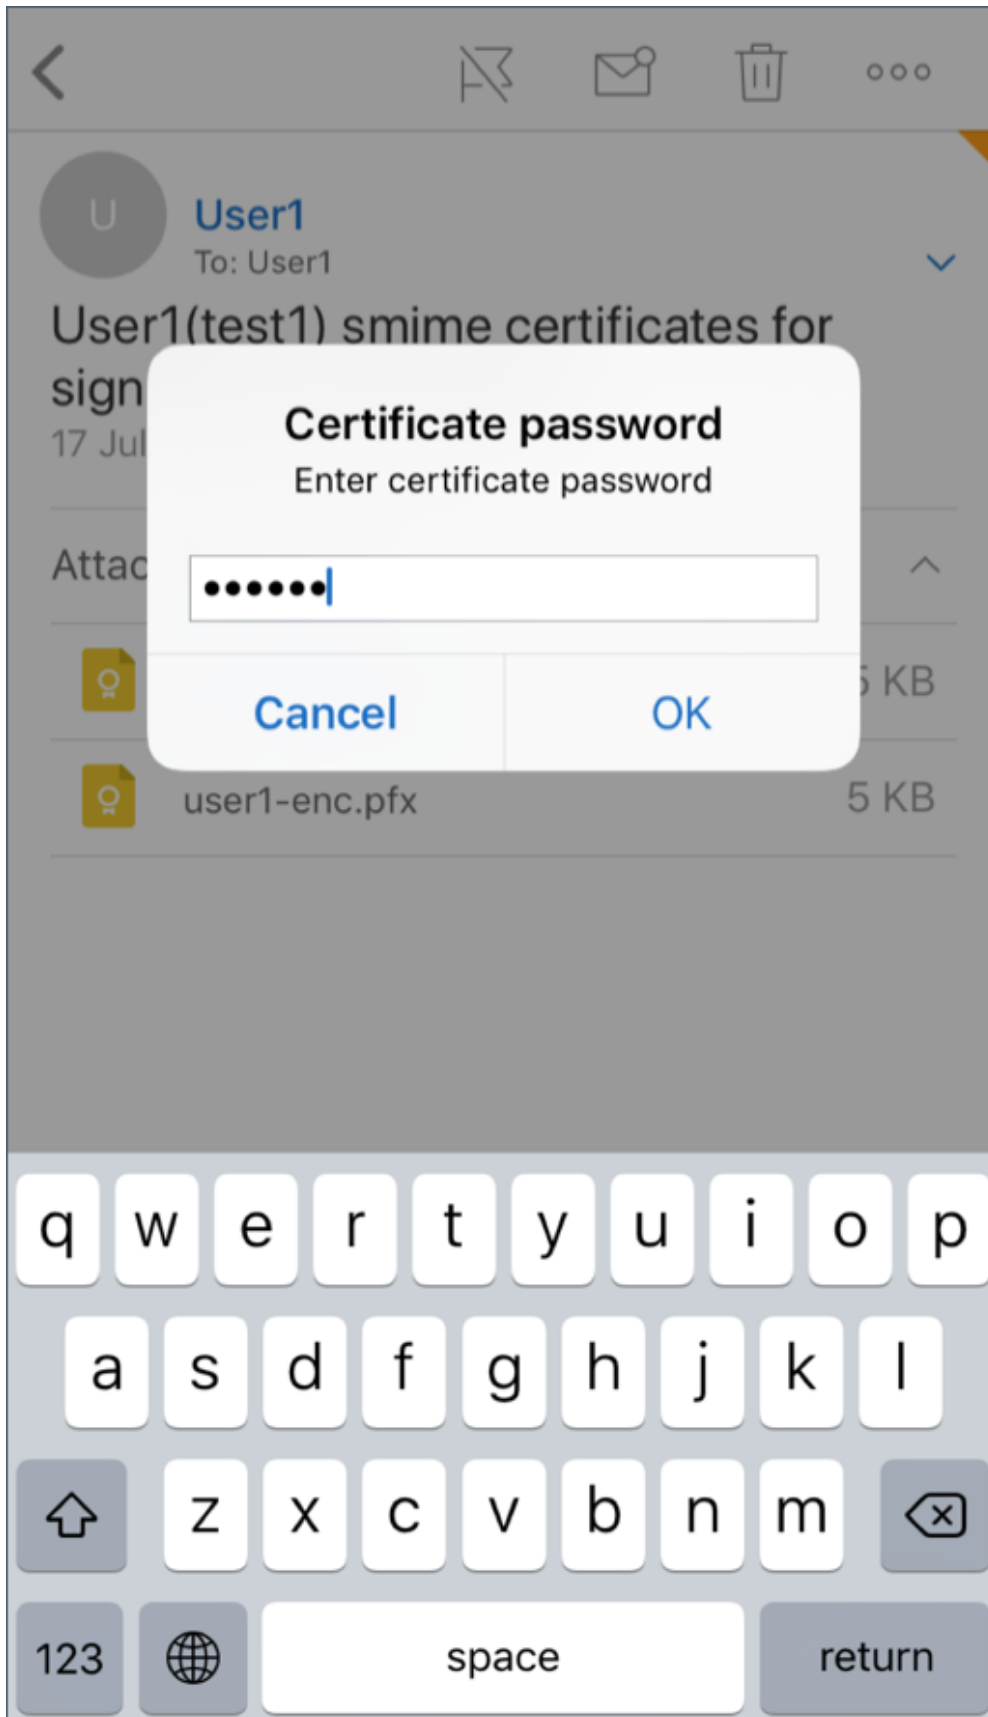 U
User1
To: User1
User1(test1) smime certificates for
sign
17 Jul
Certificate password
Enter certificate password
••••••
Cancel
OK
KB
user1-enc.pfx
5 KB
q w e r t y u i o p
a s d f g h j k l
z x c v b n m
123
space
return